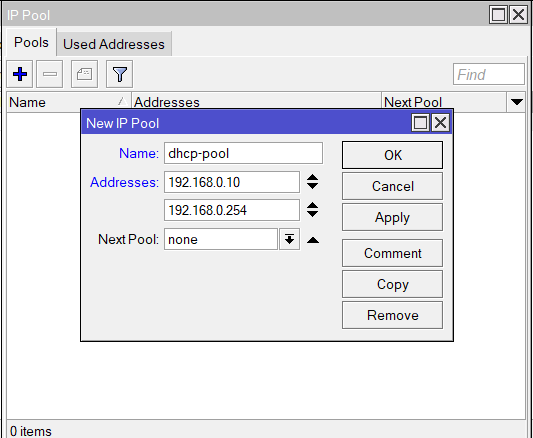 IP Pool
Pools Used Addresses
Find
Name Addresses Next Pool
New IP Pool
Name: dhcp-pool OK
Addresses: 192.168.0.10 Cancel
192.168.0.254 Apply
Next Pool: none
Comment
Copy
Remove
0 items